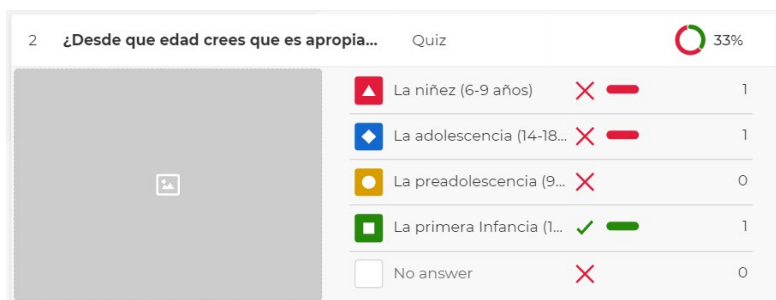 2 ¿Desde que edad crees que es apropia... Quiz 33%
La niñez (6-9 años) 1
La adolescencia (14-18... 1
La preadolescencia (9... 0
La primera Infancia (1... 1
No answer 0